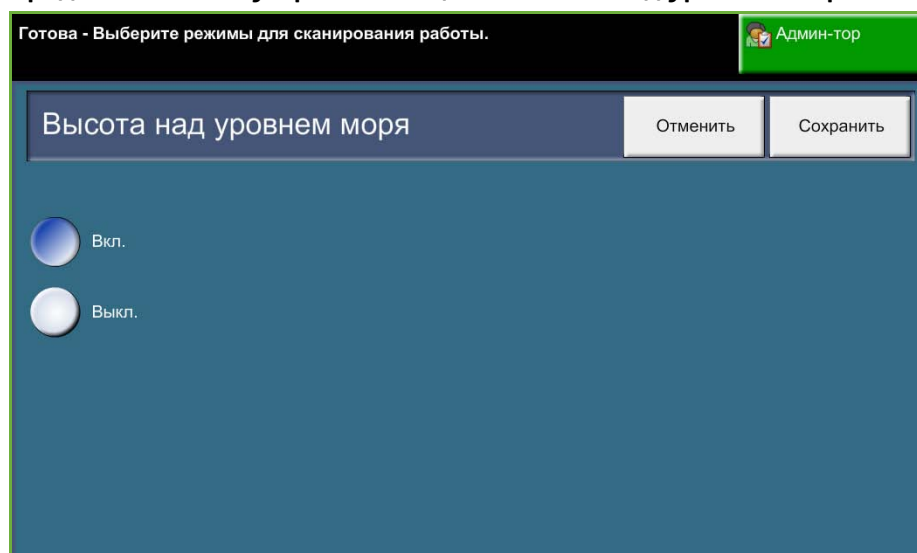 Готова - Выберите режимы для сканирования работы.
Админ-тор
Высота над уровнем моря
Отменить
Сохранить
Вкл.
Выкл.